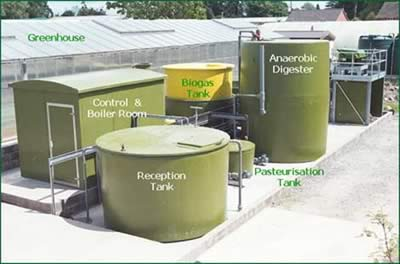 Greenhouse
Anaerobic
Digester
Biogas
Tank
Control &
Boiler Room
Reception
Tank
Pasteurisation
Tank